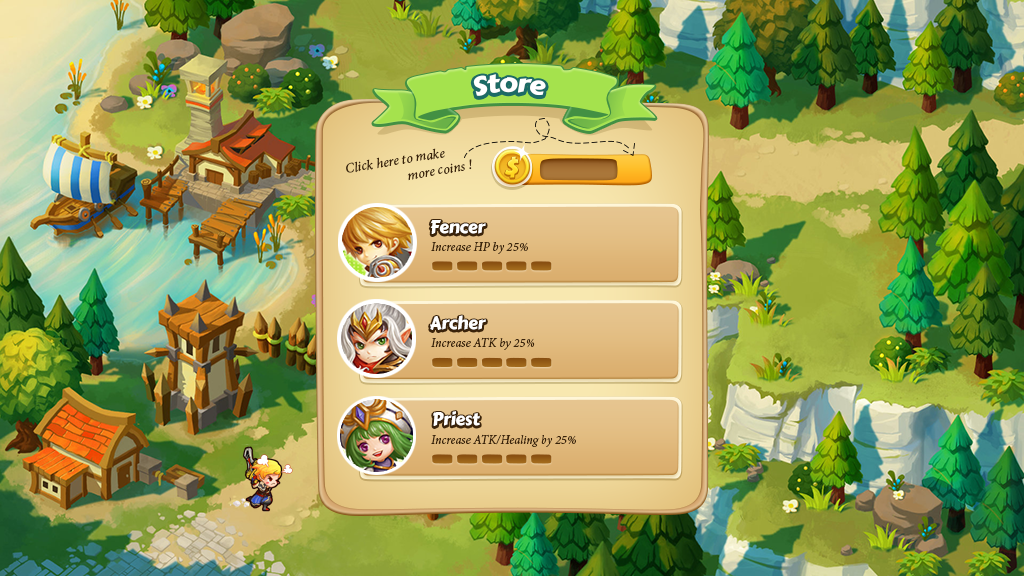 Store
Click here to make
more coins !
$
Fencer
Increase HP by 25%
Archer
Increase ATK by 25%
Priest
Increase ATK/Healing by 25%